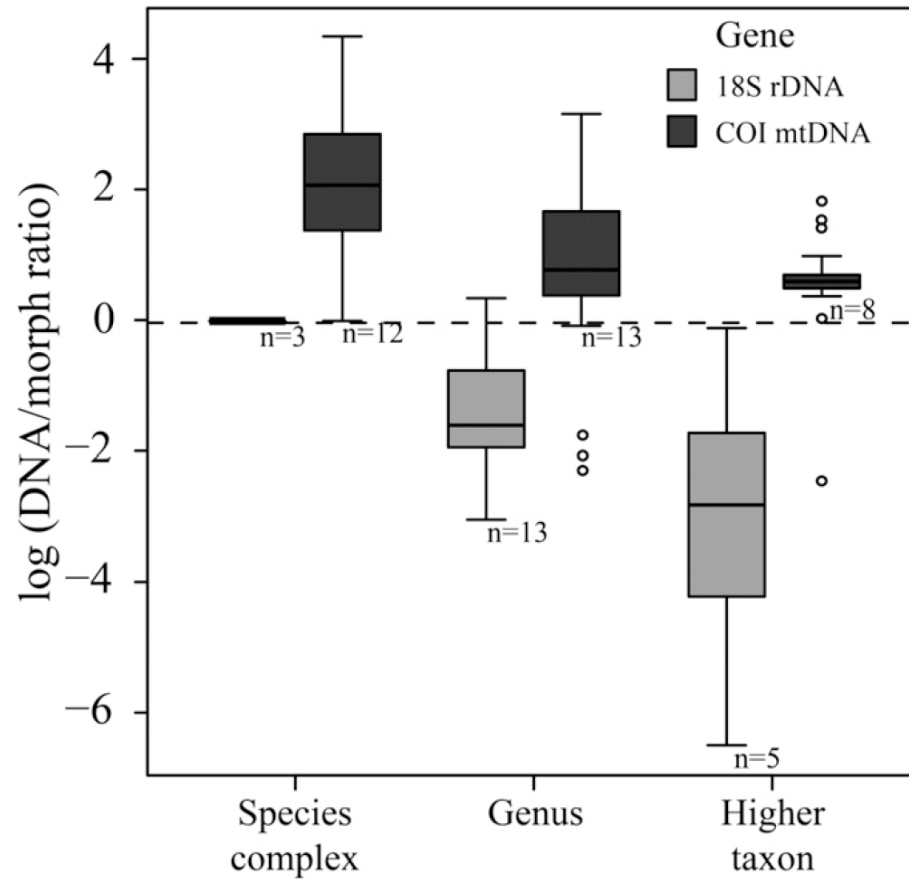 Gene
18S rDNA
COI mtDNA
log (DNA/morph ratio)
4
2
0
−2
−4
−6
n=3
n=12
n=13
n=13
n=5
n=8
Species
complex
Genus
Higher
taxon